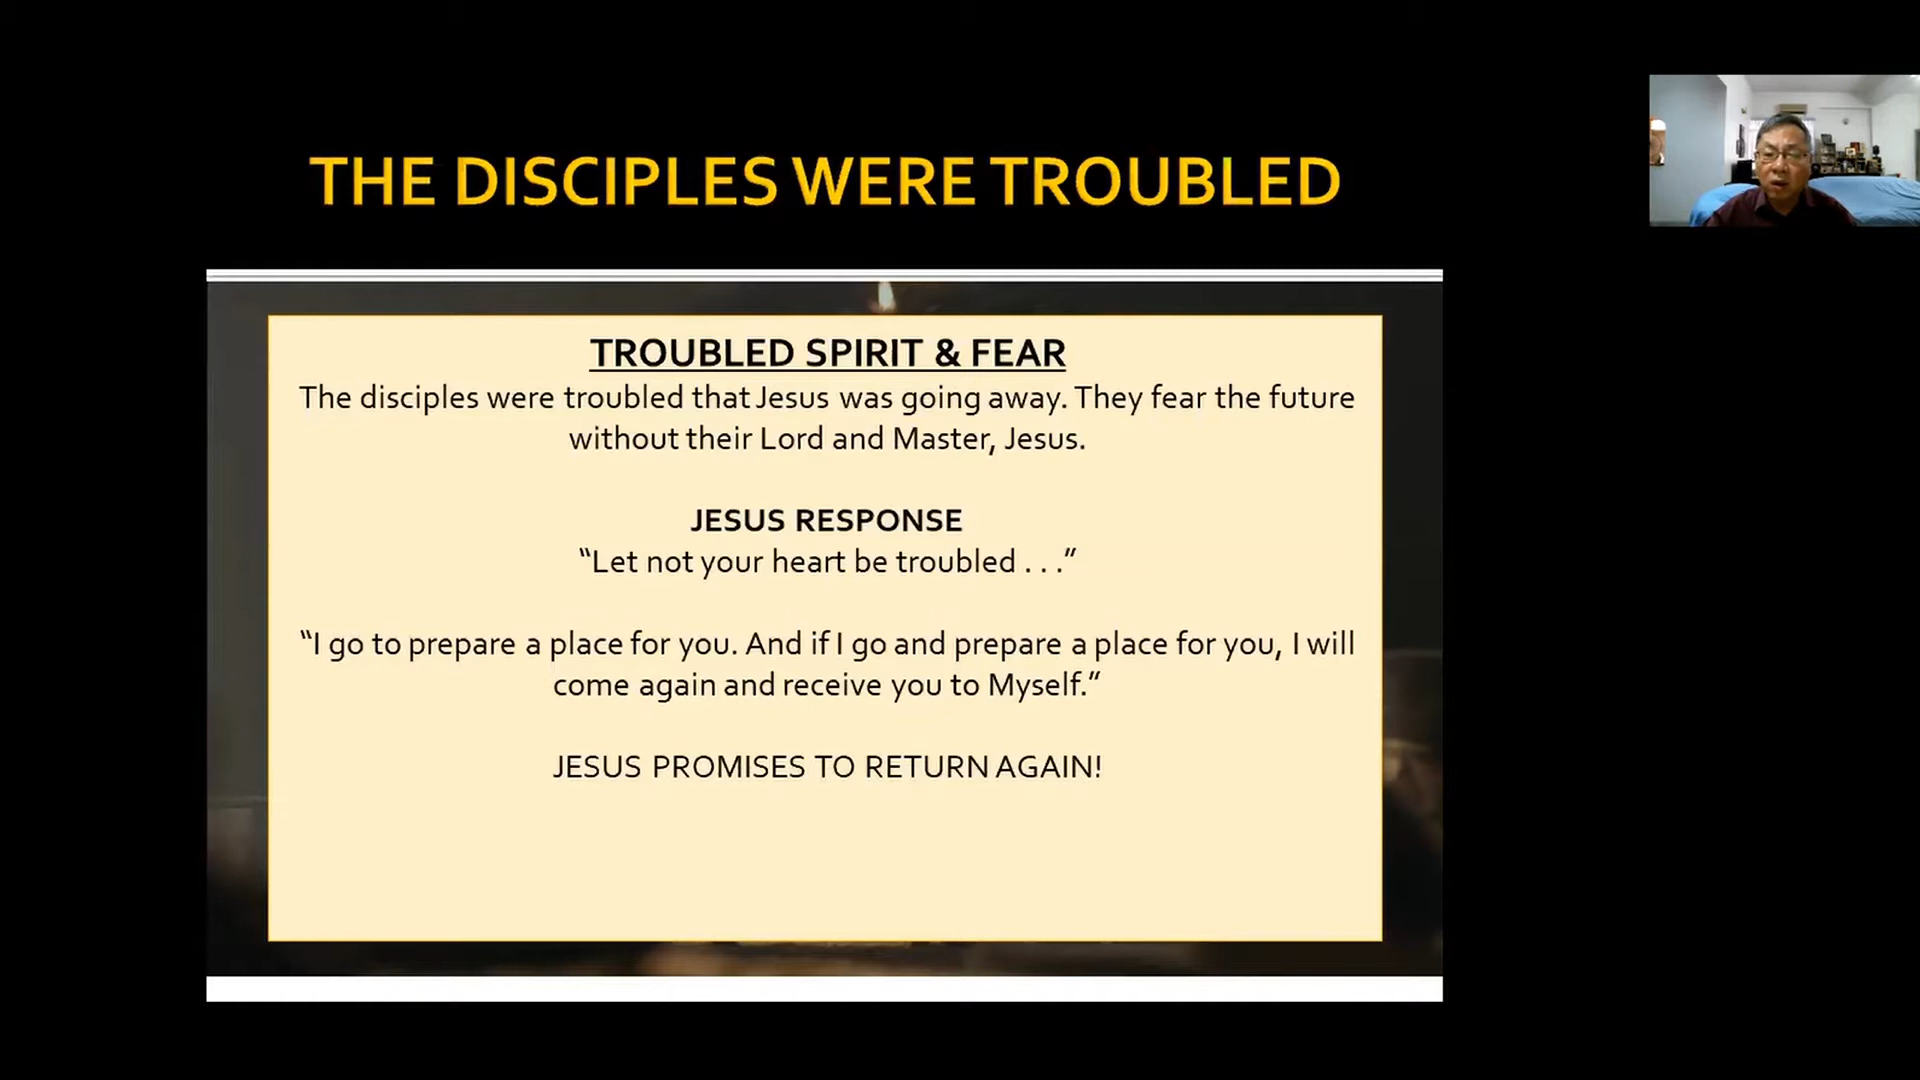 THE DISCIPLES WERE TROUBLED
TROUBLED SPIRIT & FEAR
The disciples were troubled that Jesus was going away. They fear the future
without their Lord and Master, Jesus.
JESUS RESPONSE
“Let not your heart be troubled . . .”
“I go to prepare a place for you. And if I go and prepare a place for you, I will
come again and receive you to Myself.”
JESUS PROMISES TO RETURN AGAIN!